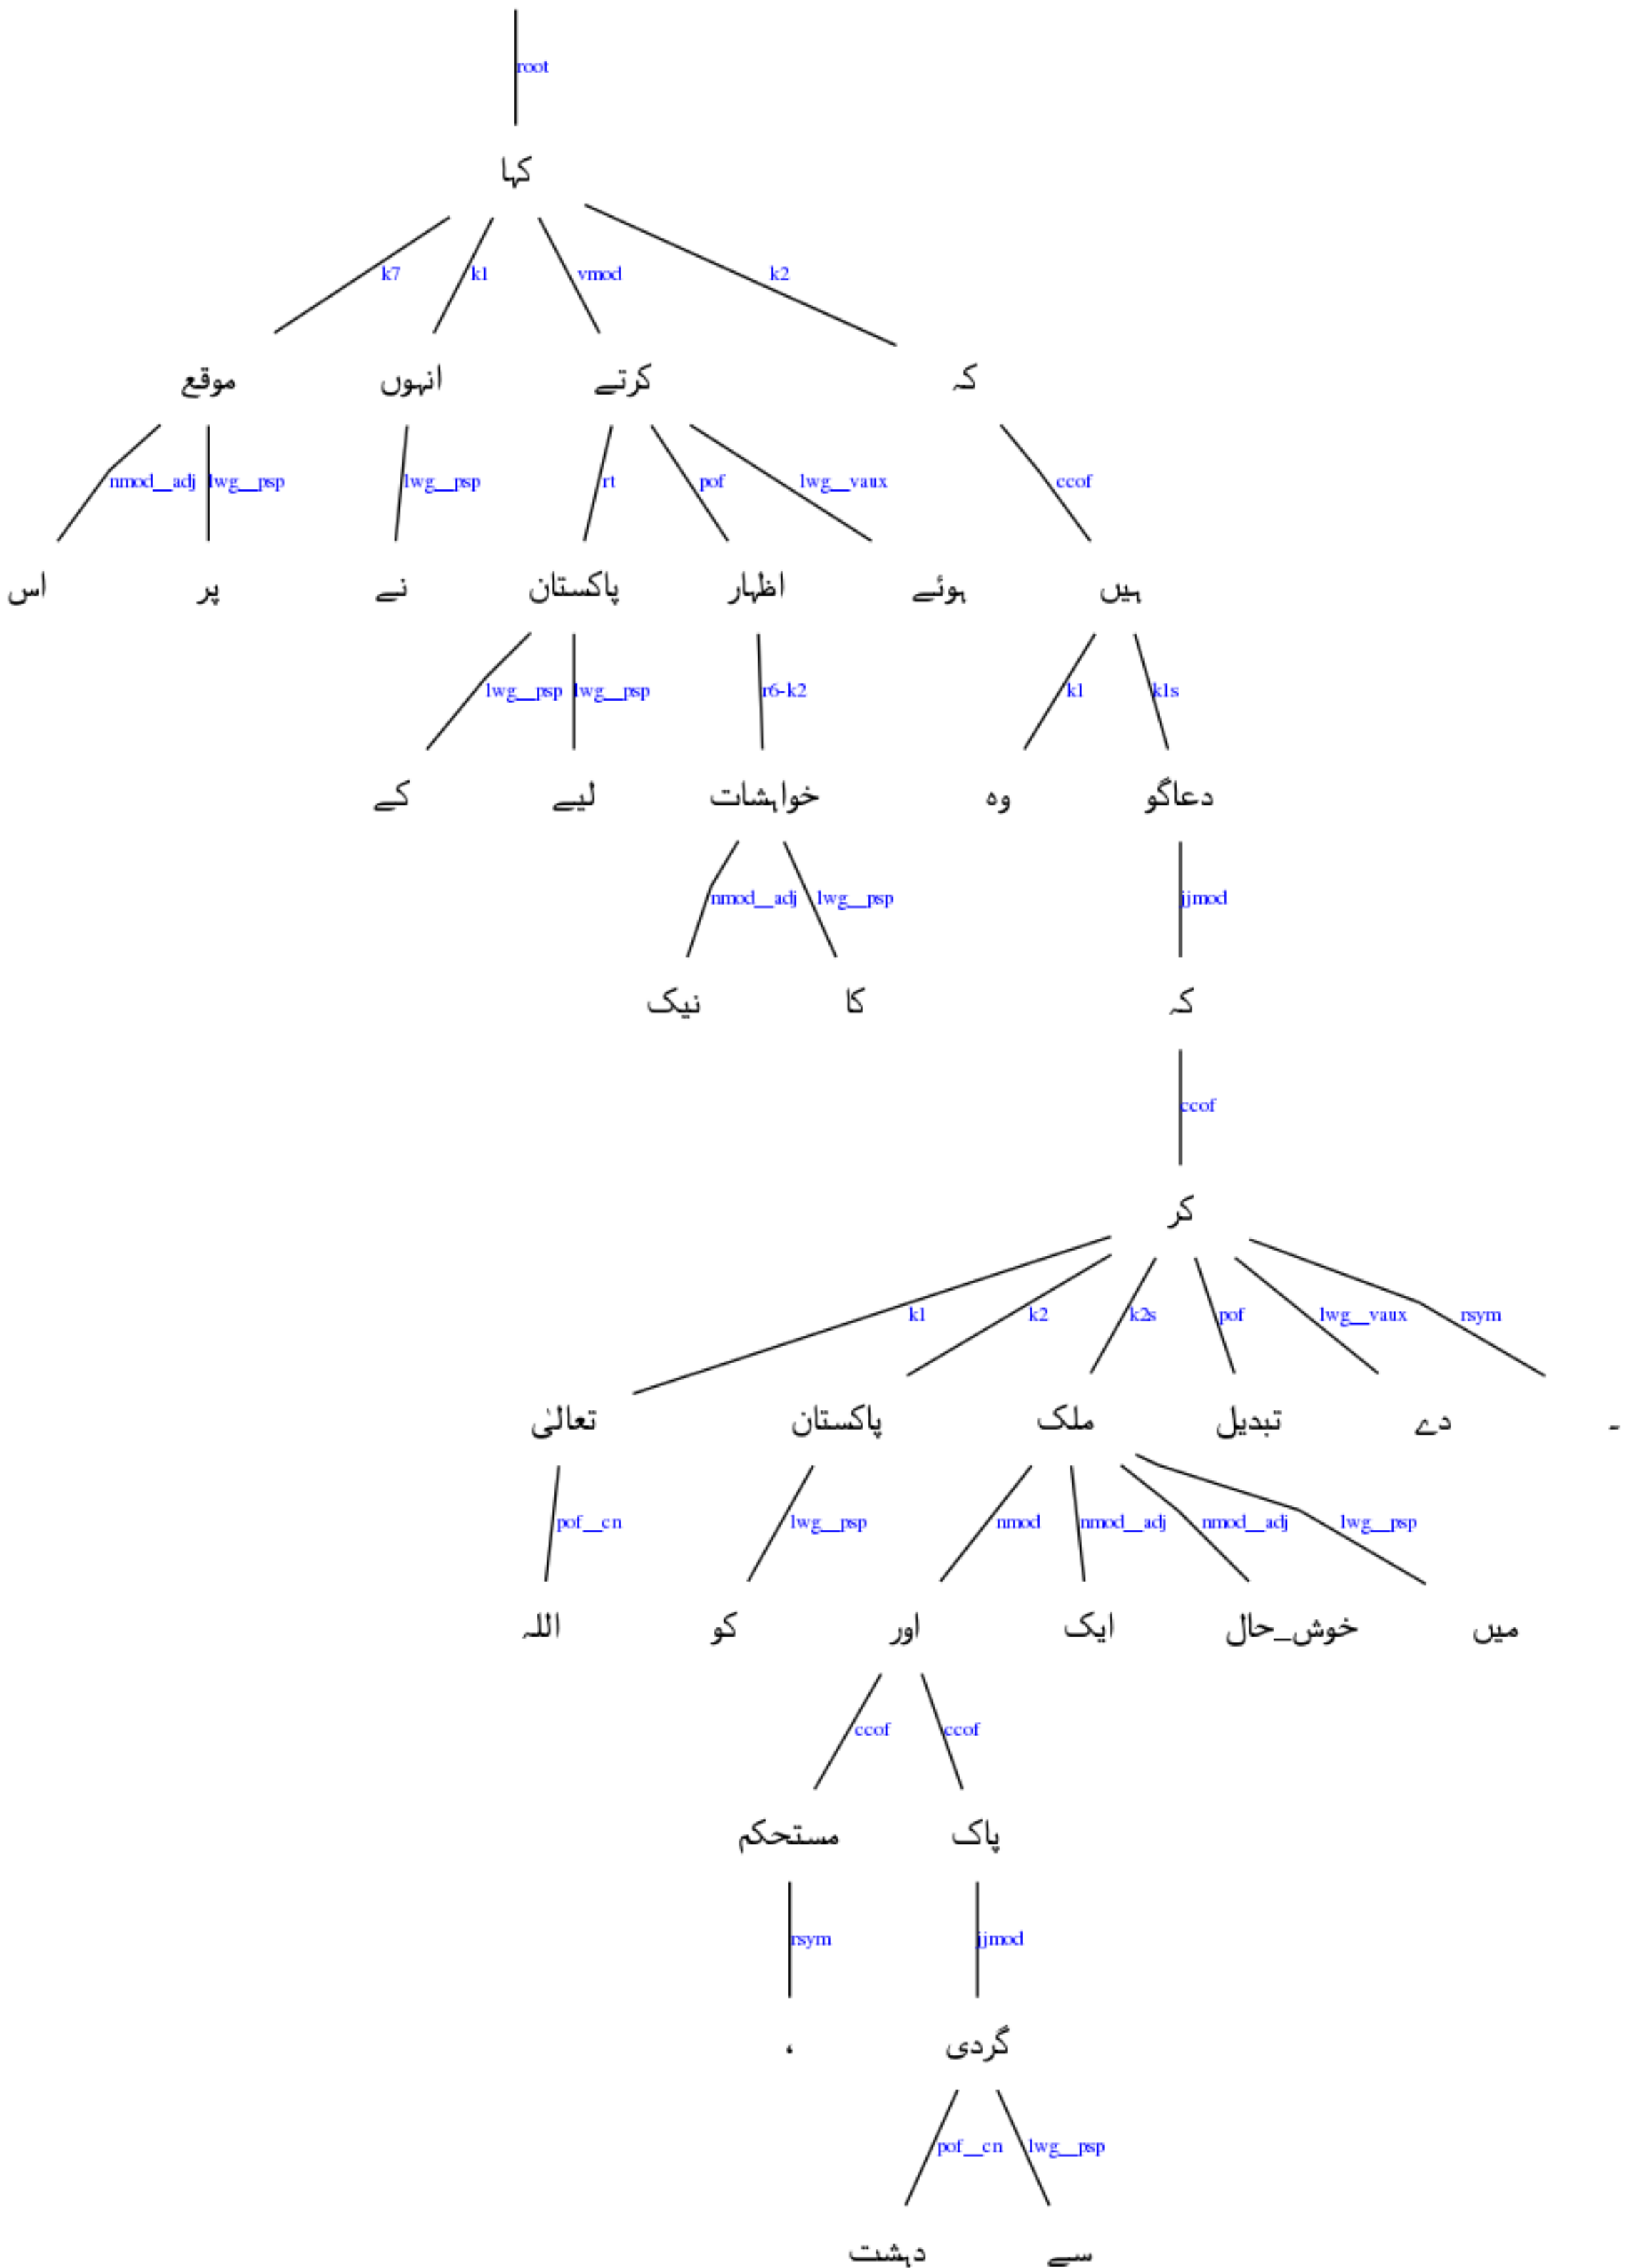 root
کہا
k7 k1 vmod k2
موقع انہوں کرتے کہ
nmod__adj lwg__psp lwg__psp rt pof lwg__vaux ccof
اس پر نے پاکستان اظہار ہوئے ہیں
lwg__psp lwg__psp r6-k2 k1 k1s
کے لیے خواہشات وہ دعاگو
nmod__adj lwg__psp jjmod
نیک کا کہ
ccof
کر
k1 k2 k2s pof lwg__vaux rsym
تعالیٰ پاکستان ملک تبدیل دے ۔
pof__cn lwg__psp nmod nmod__adj nmod__adj lwg__psp
اللہ کو اور ایک خوش_حال میں
ccof ccof
مستحکم پاک
rsym jjmod
، گردی
pof__cn lwg__psp
دہشت سے